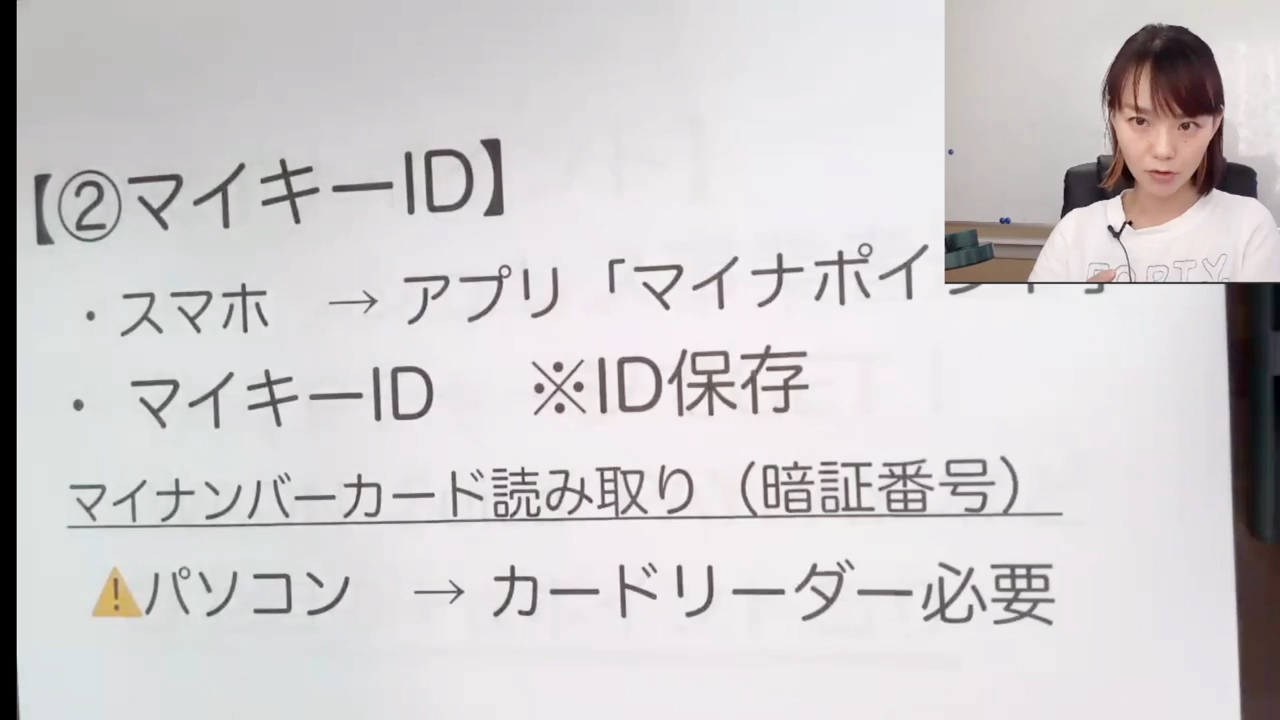 【②マイキーID】
・スマホ → アプリ「マイナポイ
・マイキーID ※ID保存
マイナンバーカード読み取り（暗証番号）
⚠パソコン → カードリーダー必要
PARTY